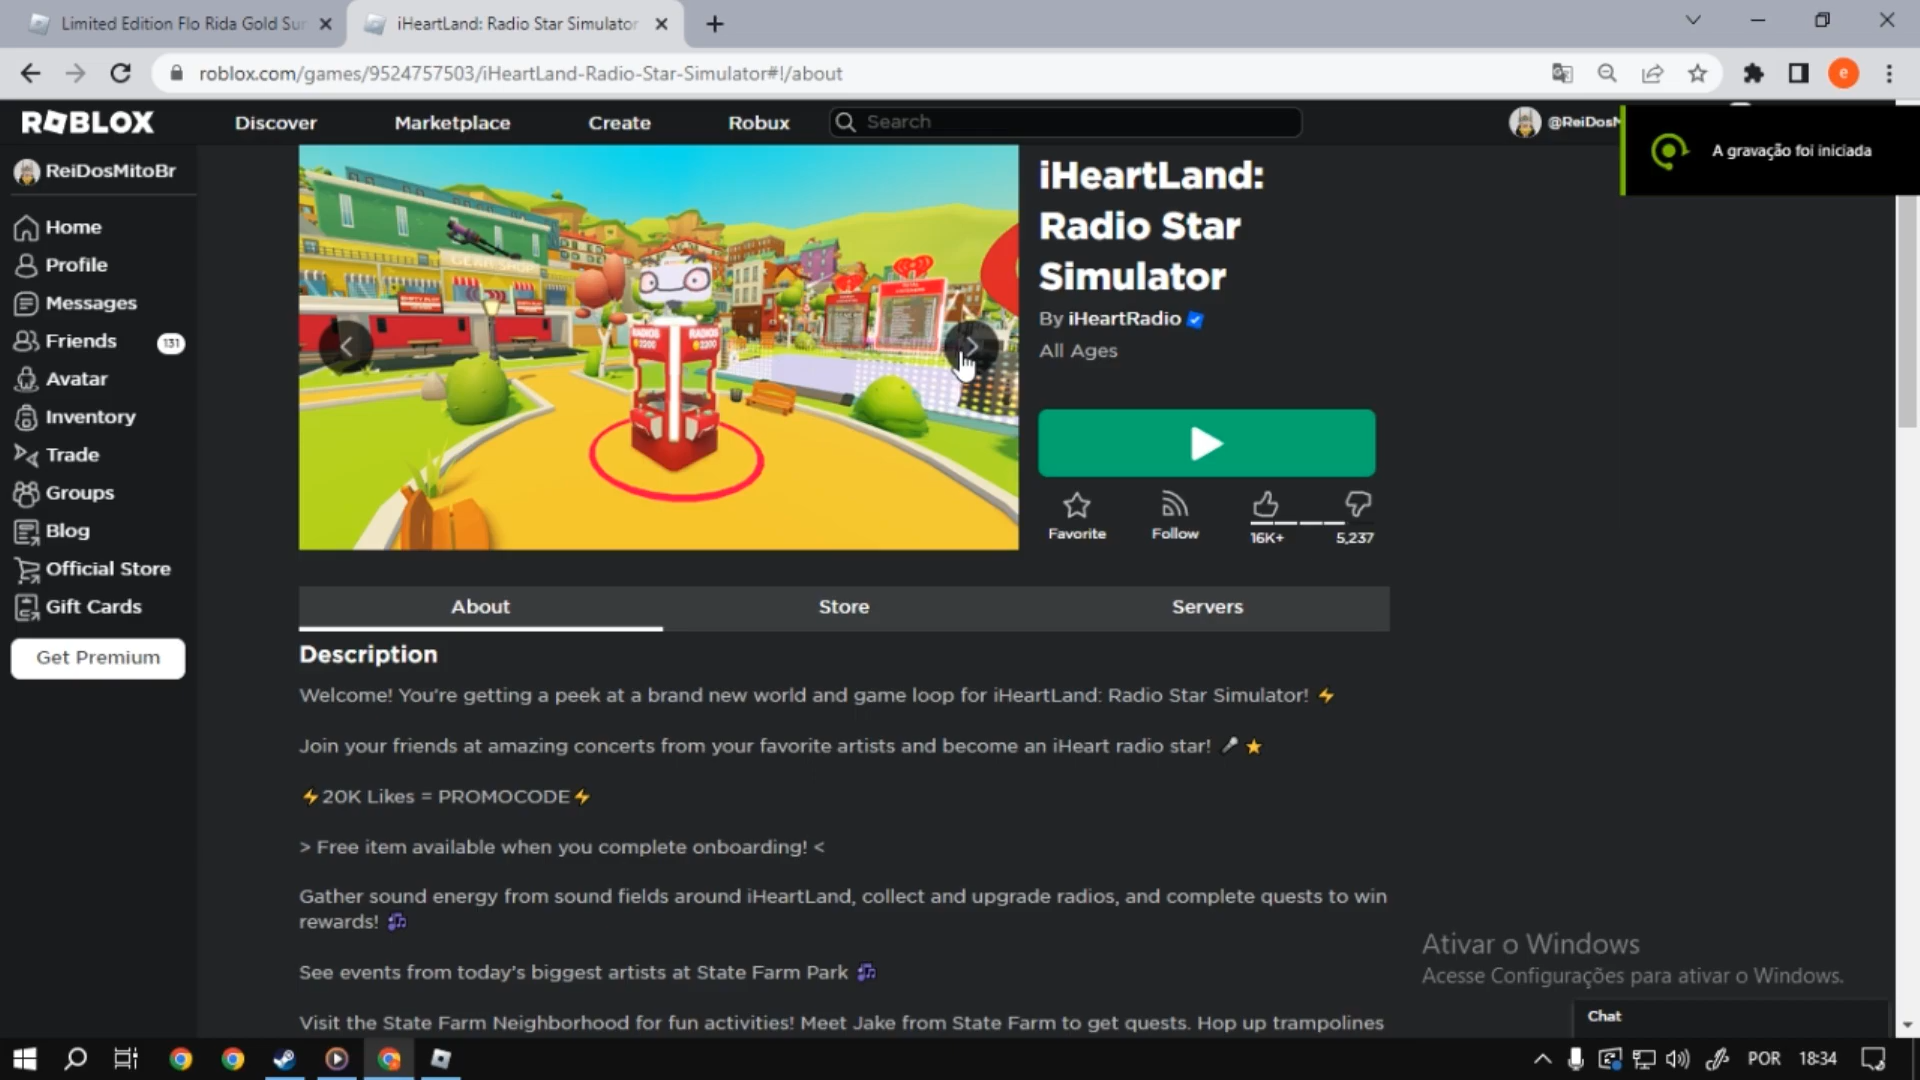 Limited Edition Flo Rida Gold Sun
iHeartLand: Radio Star Simulator
roblox.com/games/9524757503/iHeartLand-Radio-Star-Simulator#!/about
e
ROBLOX
Discover
Marketplace
Create
Robux
Search
@ReiDosM
A gravação foi iniciada
ReiDosMitoBr
Home
Profile
Messages
Friends
131
Avatar
Inventory
Trade
Groups
Blog
Official Store
Gift Cards
Get Premium
GEAR SHOP
RADIOS
2200
RADIOS
2200
iHeartLand:
Radio Star
Simulator
By iHeartRadio
All Ages
Favorite
Follow
16K+
5,237
About
Store
Servers
Description
Welcome! You're getting a peek at a brand new world and game loop for iHeartLand: Radio Star Simulator! ⚡
Join your friends at amazing concerts from your favorite artists and become an iHeart radio star! 🎤 ⭐
⚡20K Likes = PROMOCODE⚡
> Free item available when you complete onboarding! <
Gather sound energy from sound fields around iHeartLand, collect and upgrade radios, and complete quests to win
rewards! 🎶
See events from today's biggest artists at State Farm Park 🎶
Visit the State Farm Neighborhood for fun activities! Meet Jake from State Farm to get quests. Hop up trampolines
Ativar o Windows
Acesse Configurações para ativar o Windows.
Chat
POR
18:34